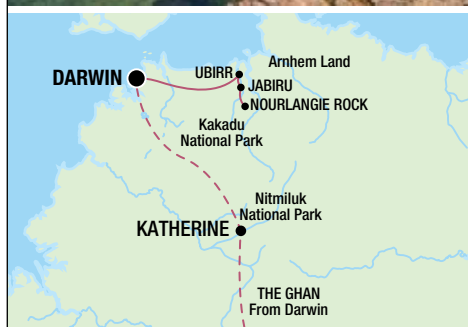 UBIRR
Arnhem Land
DARWIN
JABIRU
NOURLANGIE ROCK
Kakadu
National Park
Nitmiluk
National Park
KATHERINE
THE GHAN
From Darwin